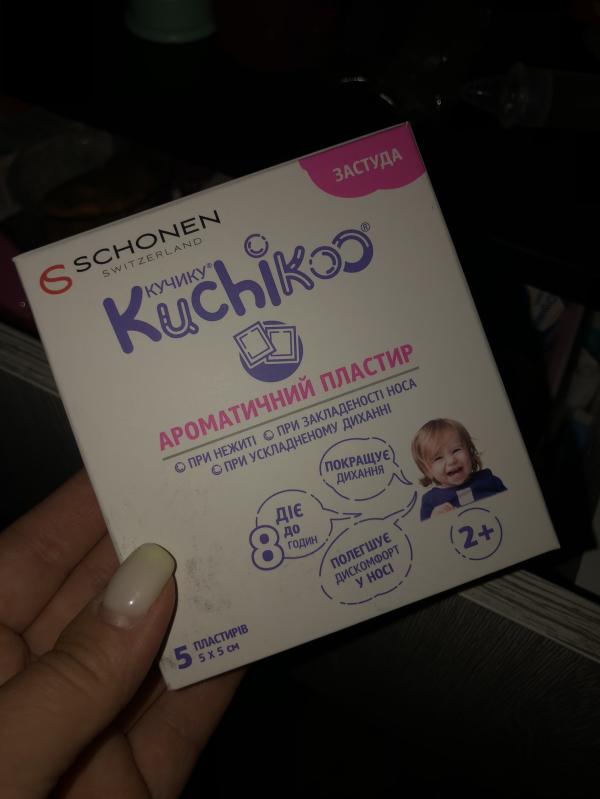 ЗАСТУДА
SCHONEN
SWITZERLAND
КУЧИКУ®
Kuchikoo®
АРОМАТИЧНИЙ ПЛАСТИР
ПРИ НЕЖИТІ ПРИ ЗАКЛАДЕНОСТІ НОСА
ПРИ УСКЛАДНЕНОМУ ДИХАННІ
ПОКРАЩУЄ
ДИХАННЯ
ДІЄ
ДО
8 ГОДИН
ПОЛЕГШУЄ
ДИСКОМФОРТ
У НОСІ
2+
5 ПЛАСТИРІВ
5 X 5 СМ